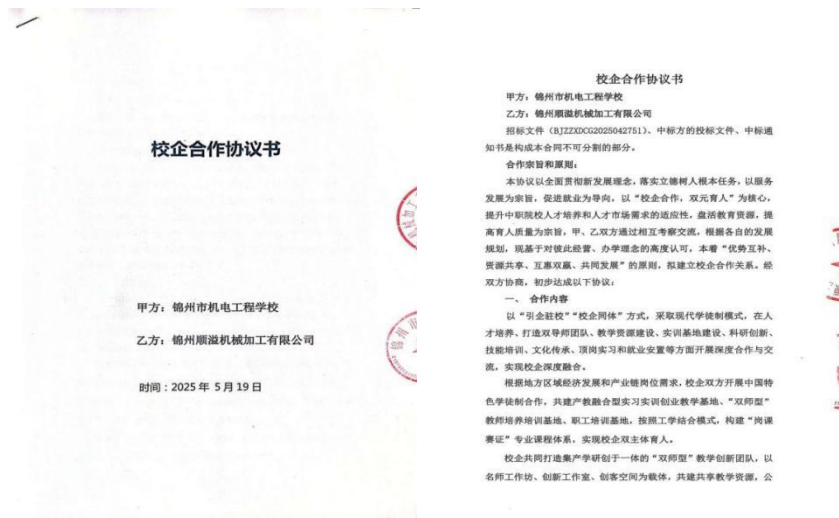 校企合作协议书
甲方：锦州市机电工程学校
乙方：锦州顺溢机械加工有限公司
时间：2025 年 5 月 19 日
校企合作协议书
甲方：锦州市机电工程学校
乙方：锦州顺溢机械加工有限公司
招标文件（BJZZXDCG2025042751）、中标方的投标文件、中标通
知书是构成本合同不可分割的部分。
合作宗旨和原则：
本协议以全面贯彻新发展理念，落实立德树人根本任务，以服务
发展为宗旨，促进就业为导向，以“校企合作，双元育人”为核心，
提升中职院校人才培养和人才市场需求的适应性，盘活教育资源，提
高育人质量为宗旨，甲、乙双方通过相互考察交流，根据各自的发展
规划，现基于对彼此经营、办学理念的高度认可，本着“优势互补、
资源共享、互惠双赢、共同发展”的原则，拟建立校企合作关系。经
双方协商，初步达成以下协议：
一、 合作内容
以“引企驻校”“校企同体”方式，采取现代学徒制模式，在人
才培养、打造双导师团队、教学资源建设、实训基地建设、科研创新、
技能培训、文化传承、顶岗实习和就业安置等方面开展深度合作与交
流，实现校企深度融合。
根据地方区域经济发展和产业链岗位需求，校企双方开展中国特
色学徒制合作，共建产教融合型实习实训创业教学基地、“双师型”
教师培养培训基地、职工培训基地，按照工学结合模式，构建“岗课
赛证”专业课程体系，实现校企双主体育人。
校企共同打造集产学研创于一体的“双师型”教学创新团队，以
名师工作坊、创新工作室、创客空间为载体，共建共享教学资源，公